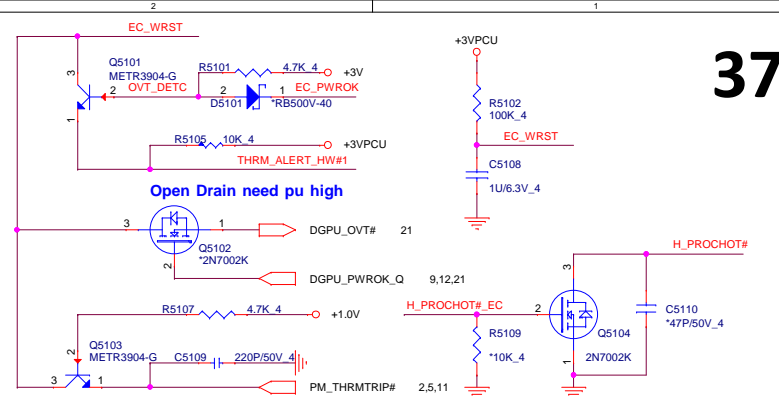 2 1
EC_WRST
+3VPCU
37
Q5101
METR3904-G
R5101 4.7K_4 +3V
3
OVT_DETC 2 2 1 EC_PWROK
D5101 *RB500V-40
1
R5102
100K_4
EC_WRST
R5105 10K_4 +3VPCU
THRM_ALERT_HW#1
C5108
1U/6.3V_4
Open Drain need pu high
3 1 DGPU_OVT# 21
Q5102
*2N7002K
2
DGPU_PWROK_Q 9,12,21
H_PROCHOT#
3
R5107 4.7K_4 +1.0V
H_PROCHOT#_EC 2
C5110
*47P/50V_4
R5109
*10K_4
Q5104
2N7002K
1
Q5103
METR3904-G
2
C5109 220P/50V_4
3 1 PM_THRMTRIP# 2,5,11